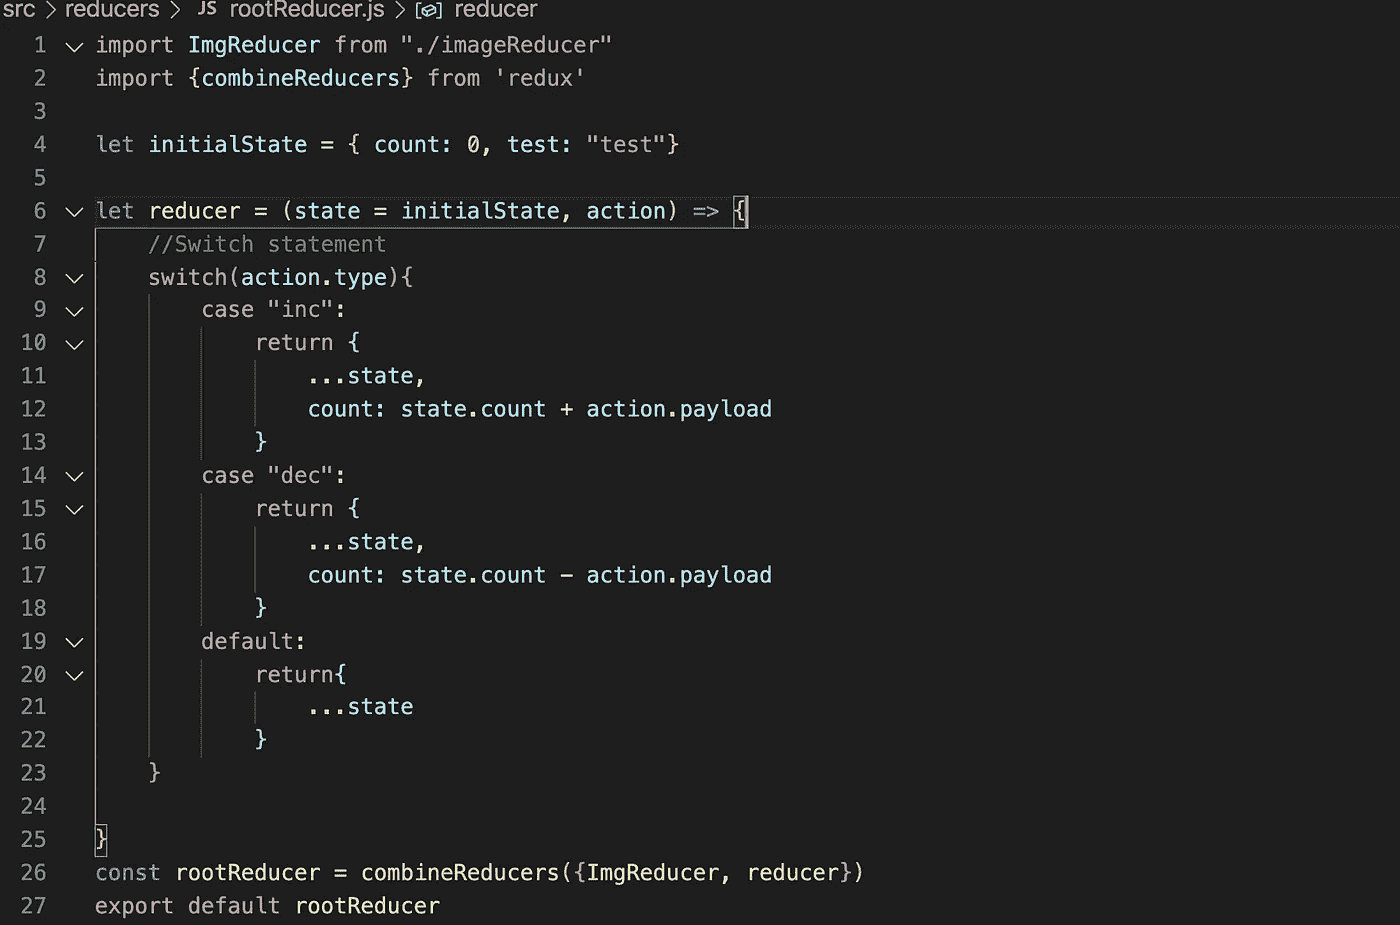 src > reducers > JS rootReducer.js > reducer
1 import ImgReducer from "./imageReducer"
2 import {combineReducers} from 'redux'
3
4 let initialState = { count: 0, test: "test"}
5
6 let reducer = (state = initialState, action) => {
7 //Switch statement
8 switch(action.type){
9 case "inc":
10 return {
11 ...state,
12 count: state.count + action.payload
13 }
14 case "dec":
15 return {
16 ...state,
17 count: state.count - action.payload
18 }
19 default:
20 return{
21 ...state
22 }
23 }
24
25 }
26 const rootReducer = combineReducers({ImgReducer, reducer})
27 export default rootReducer